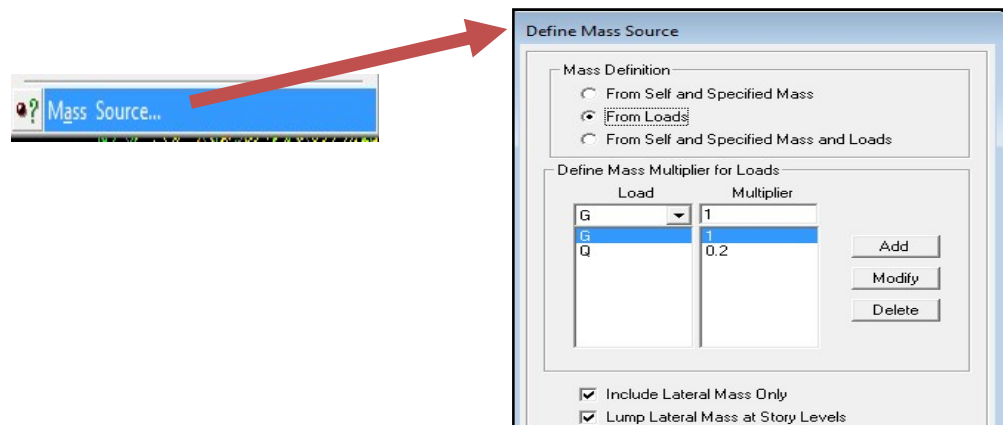 Define Mass Source
Mass Definition
From Self and Specified Mass
From Loads
From Self and Specified Mass and Loads
? Mass Source...
Define Mass Multiplier for Loads
Load Multiplier
G 1
G 1
Q 0.2
Add
Modify
Delete
Include Lateral Mass Only
Lump Lateral Mass at Story Levels